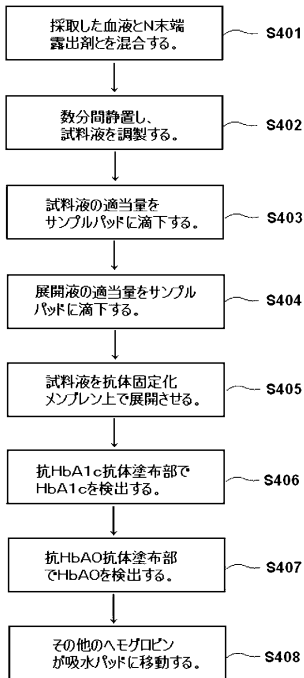 採取した血液とN末端
露出剤とを混合する。
S401
数分間静置し、
試料液を調製する。
S402
試料液の適当量を
サンプルパッドに滴下する。
S403
展開液の適当量をサンプル
パッドに滴下する。
S404
試料液を抗体固定化
メンブレン上で展開させる。
S405
抗HbA1c抗体塗布部で
HbA1cを検出する。
S406
抗HbA0抗体塗布部
でHbA0を検出する。
S407
その他のヘモグロビン
が吸水パッドに移動する。
S408